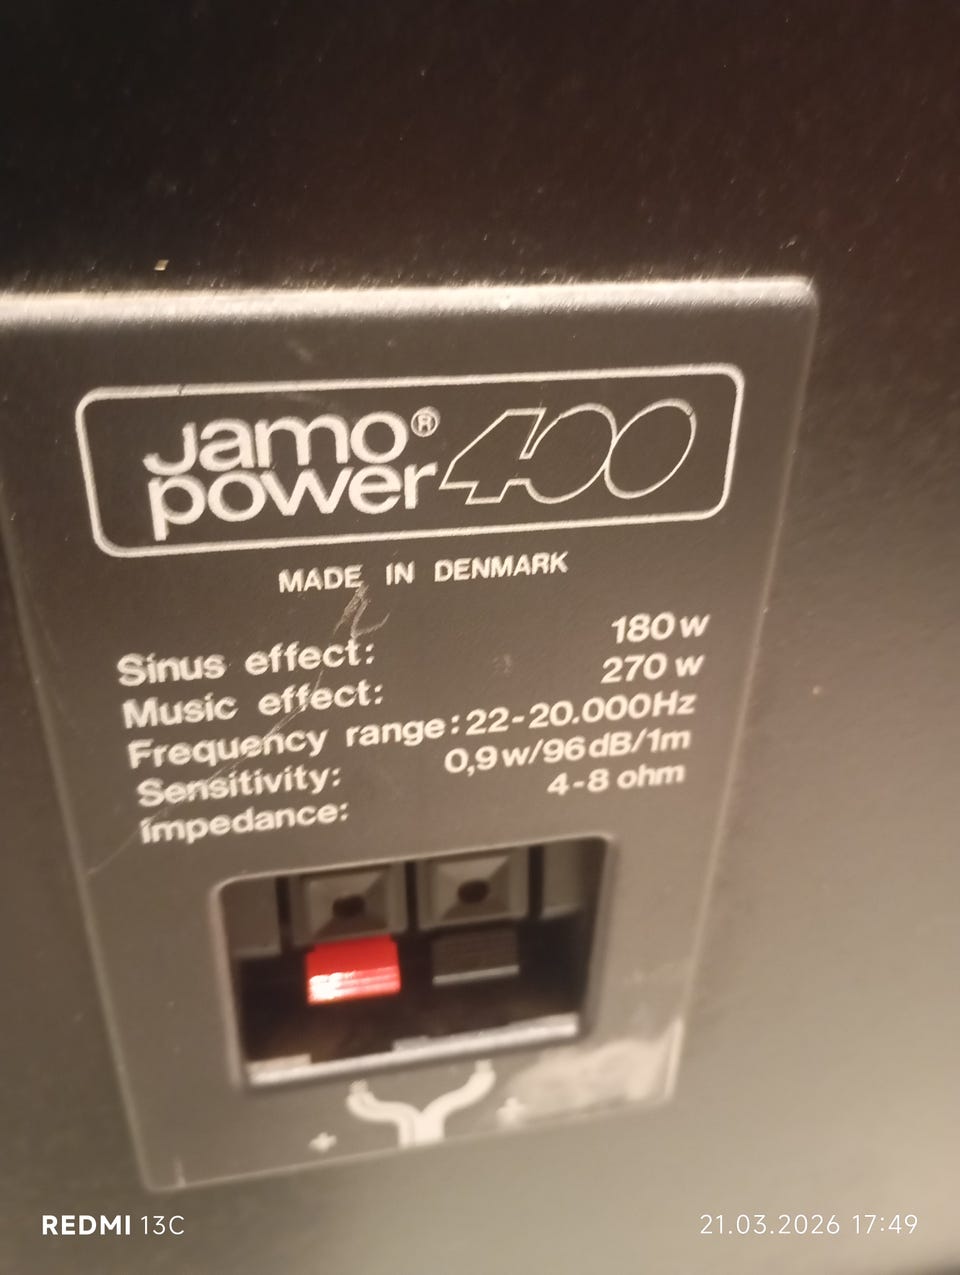 Jamo®
power 400
MADE IN DENMARK
Sinus effect: 180 w
Music effect: 270 w
Frequency range: 22-20.000Hz
Sensitivity: 0,9 w/96 dB/1m
Impedance: 4-8 ohm
+ +
REDMI 13C
21.03.2026 17:49